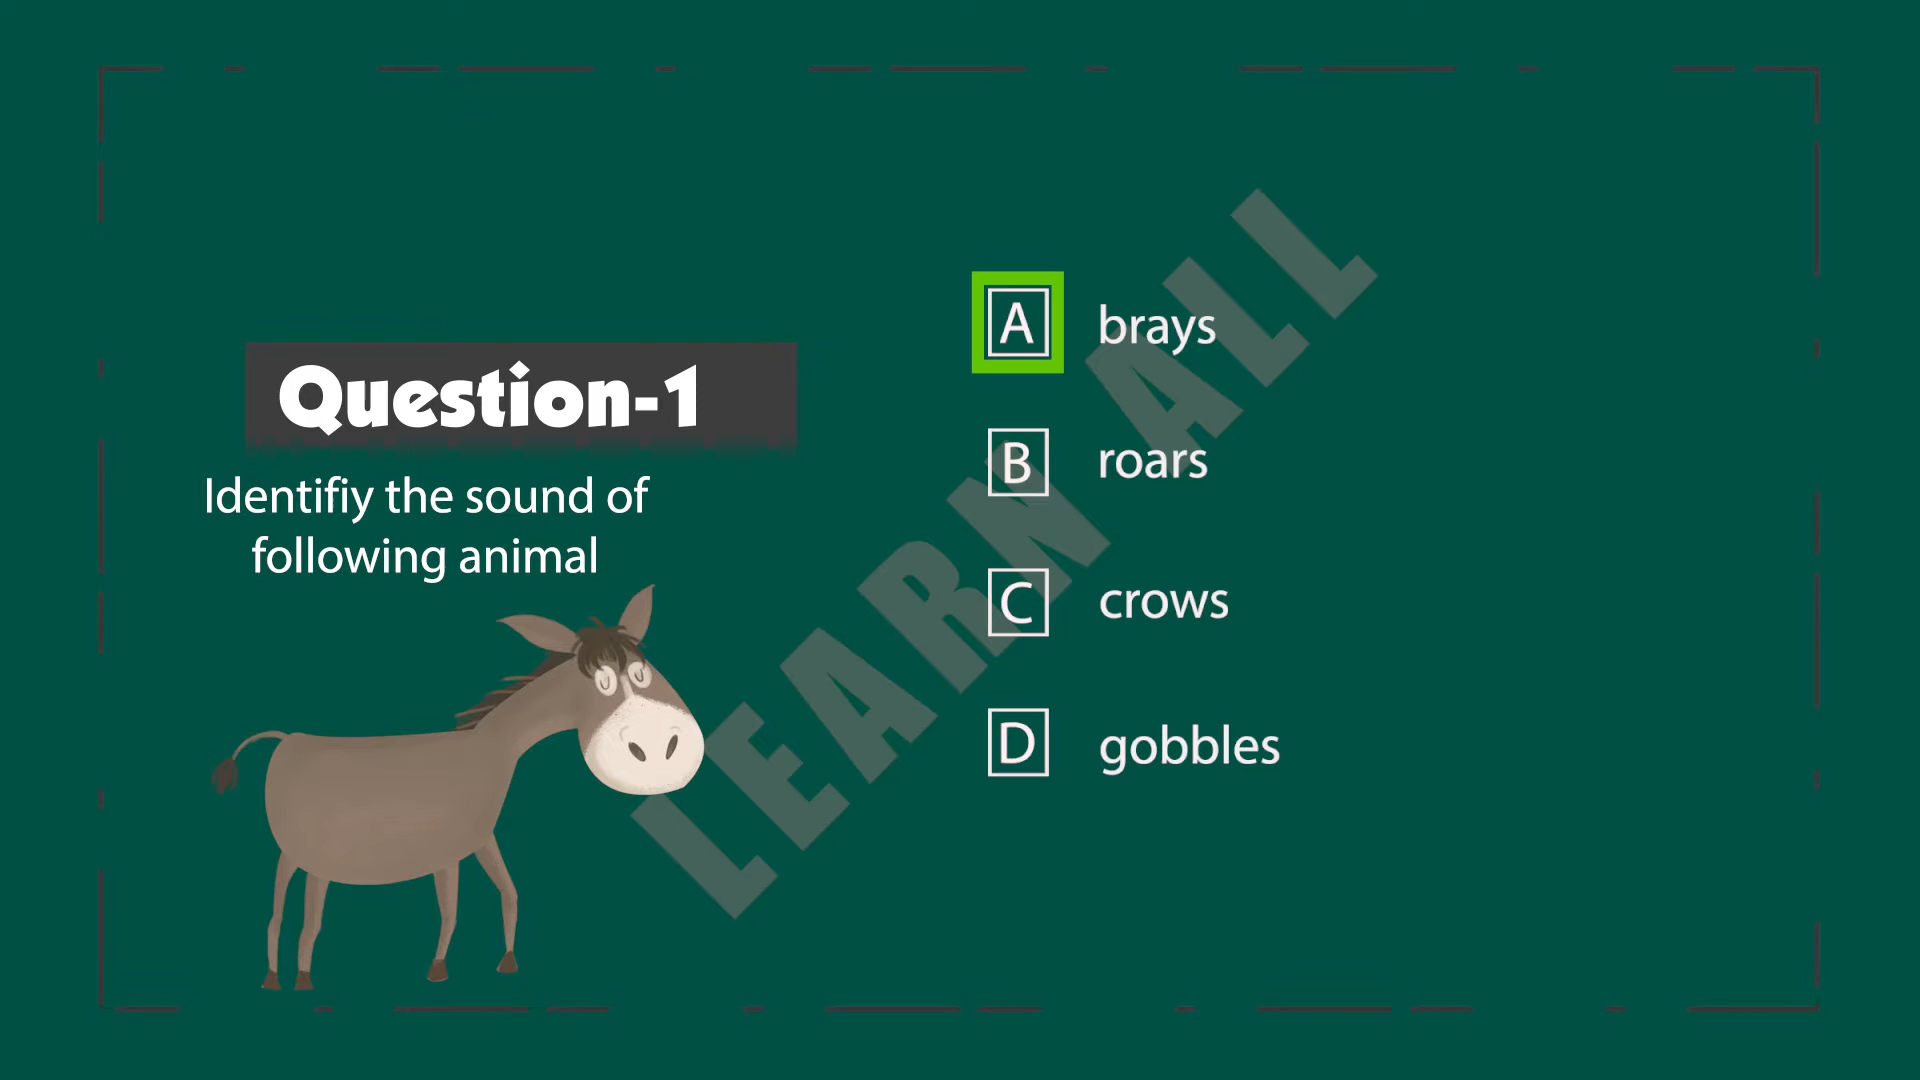 Question-1
Identifiy the sound of
following animal
A brays
B roars
C crows
D gobbles
LEARN ALL